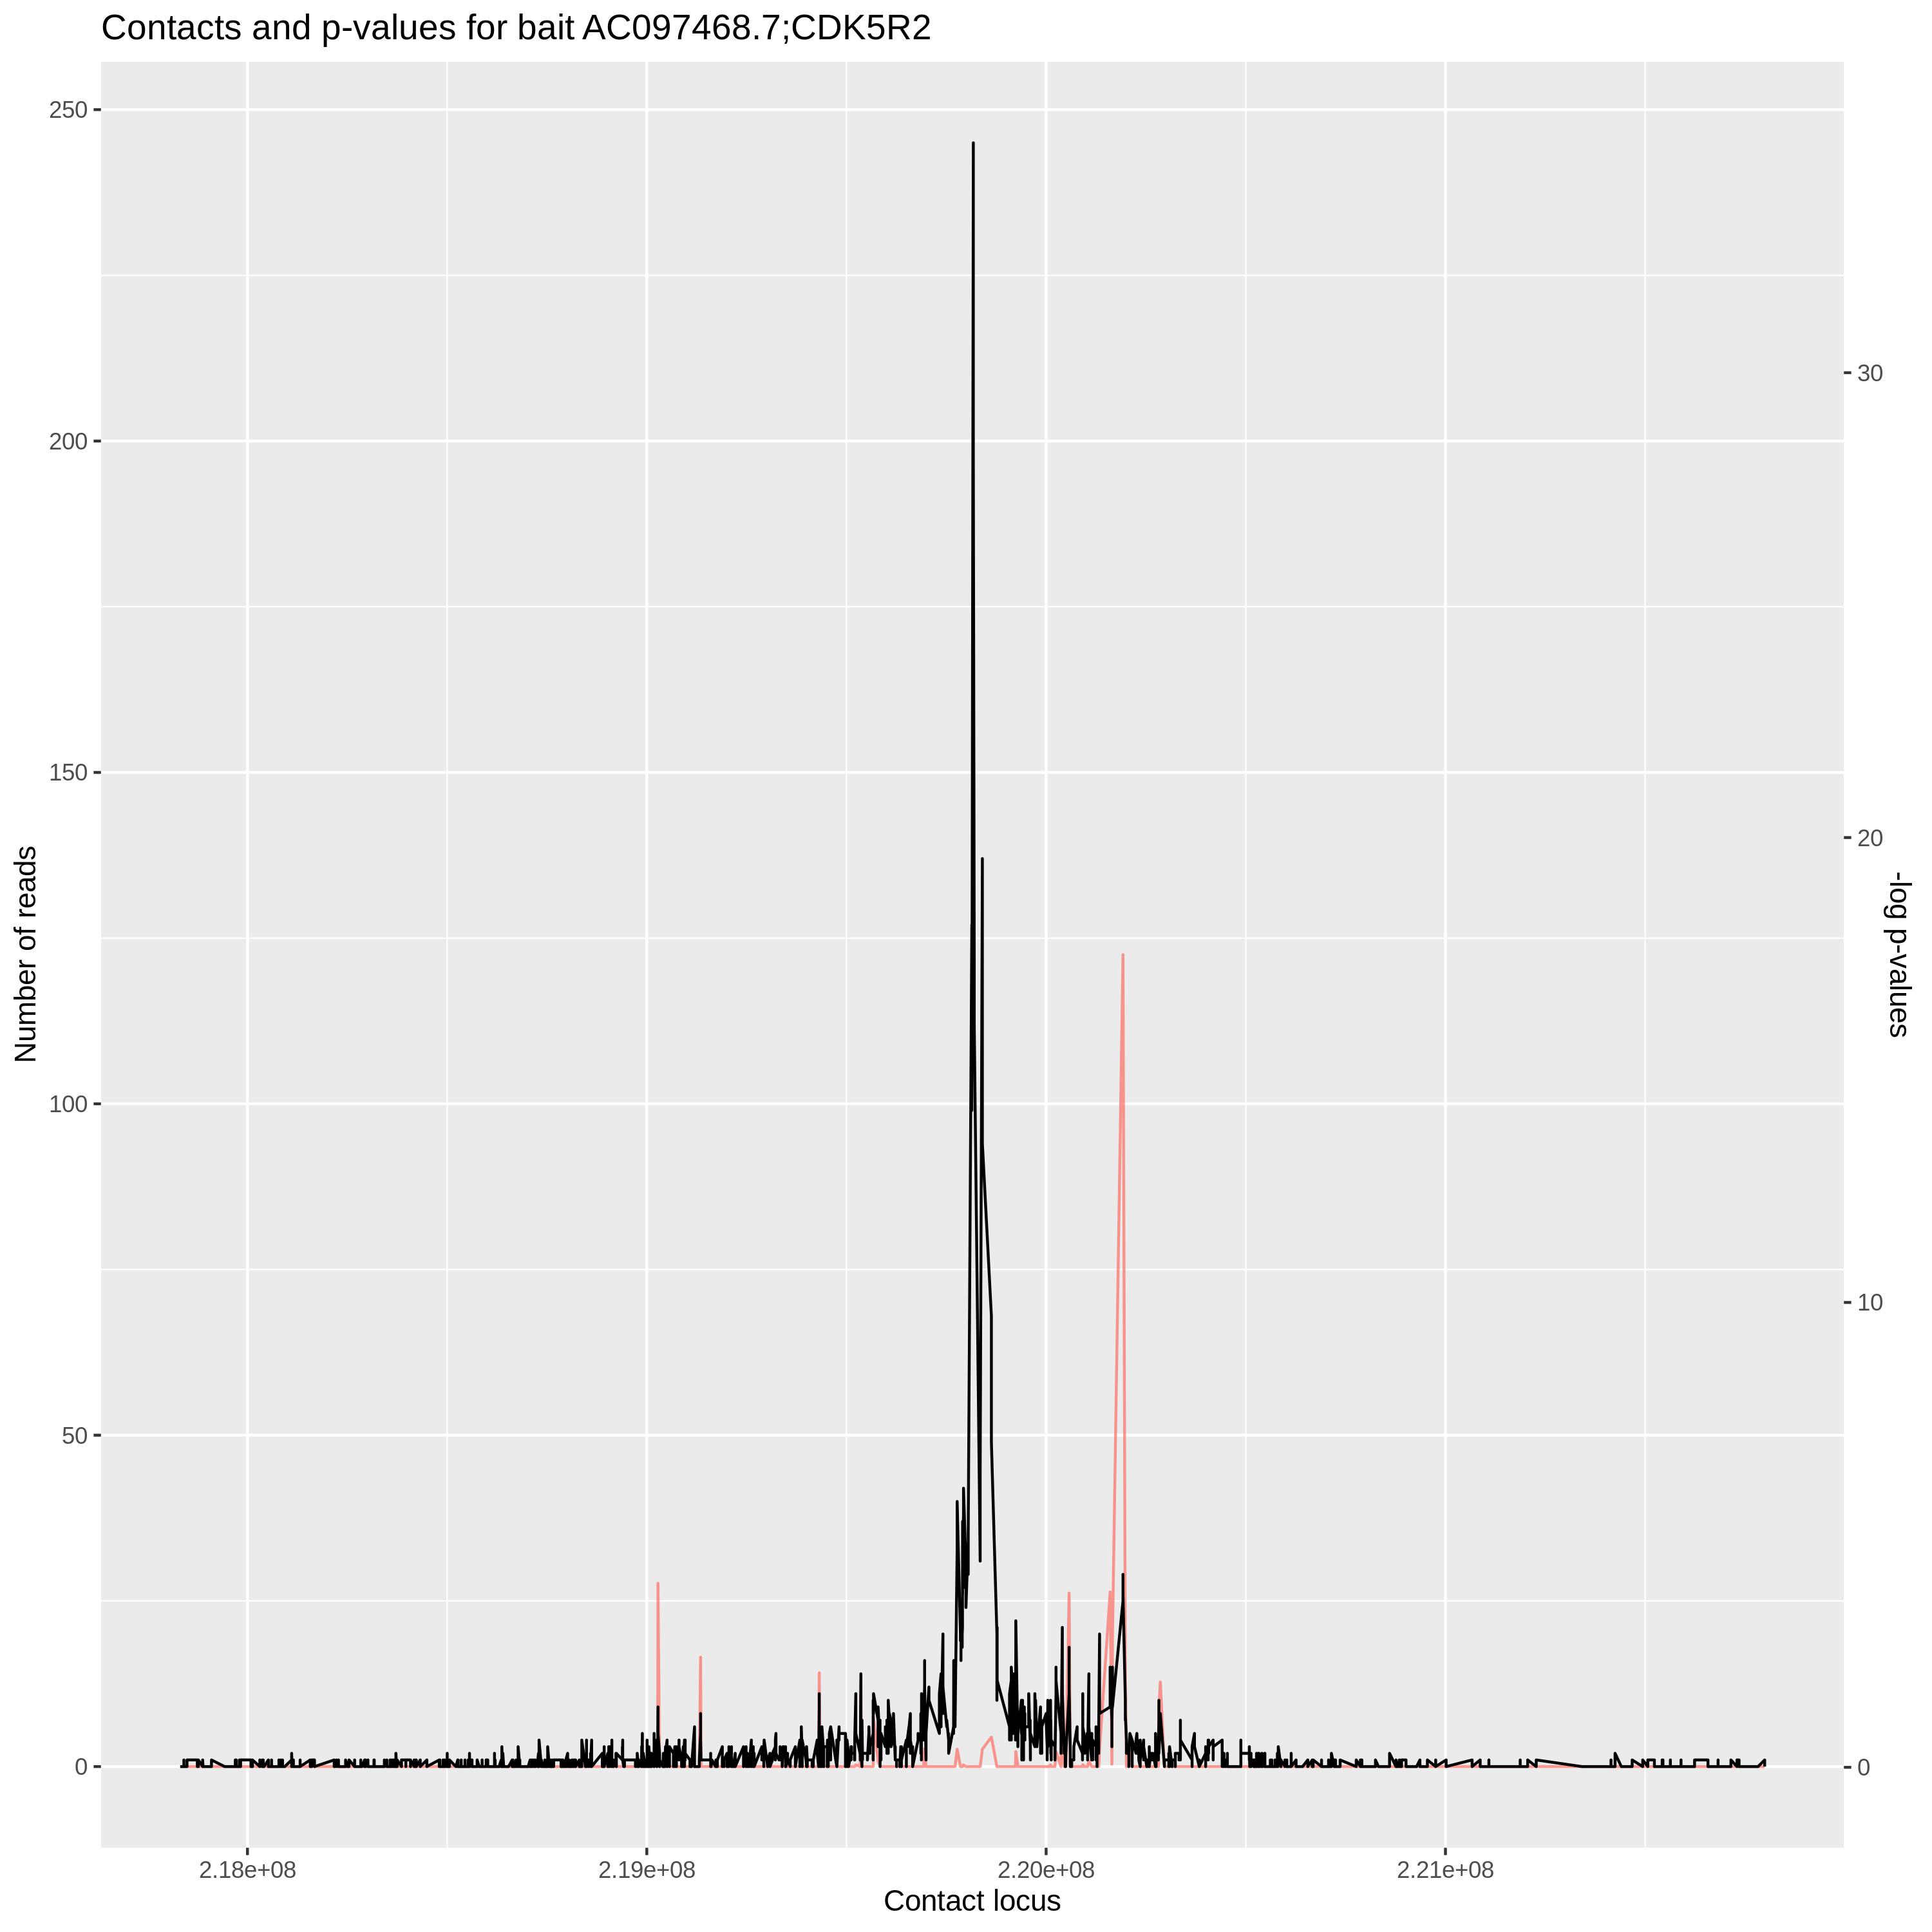 Contacts and p-values for bait AC097468.7;CDK5R2
250
200
150
100
50
0
30
20
10
0
Number of reads
-log p-values
2.18e+08
2.19e+08
2.20e+08
2.21e+08
Contact locus